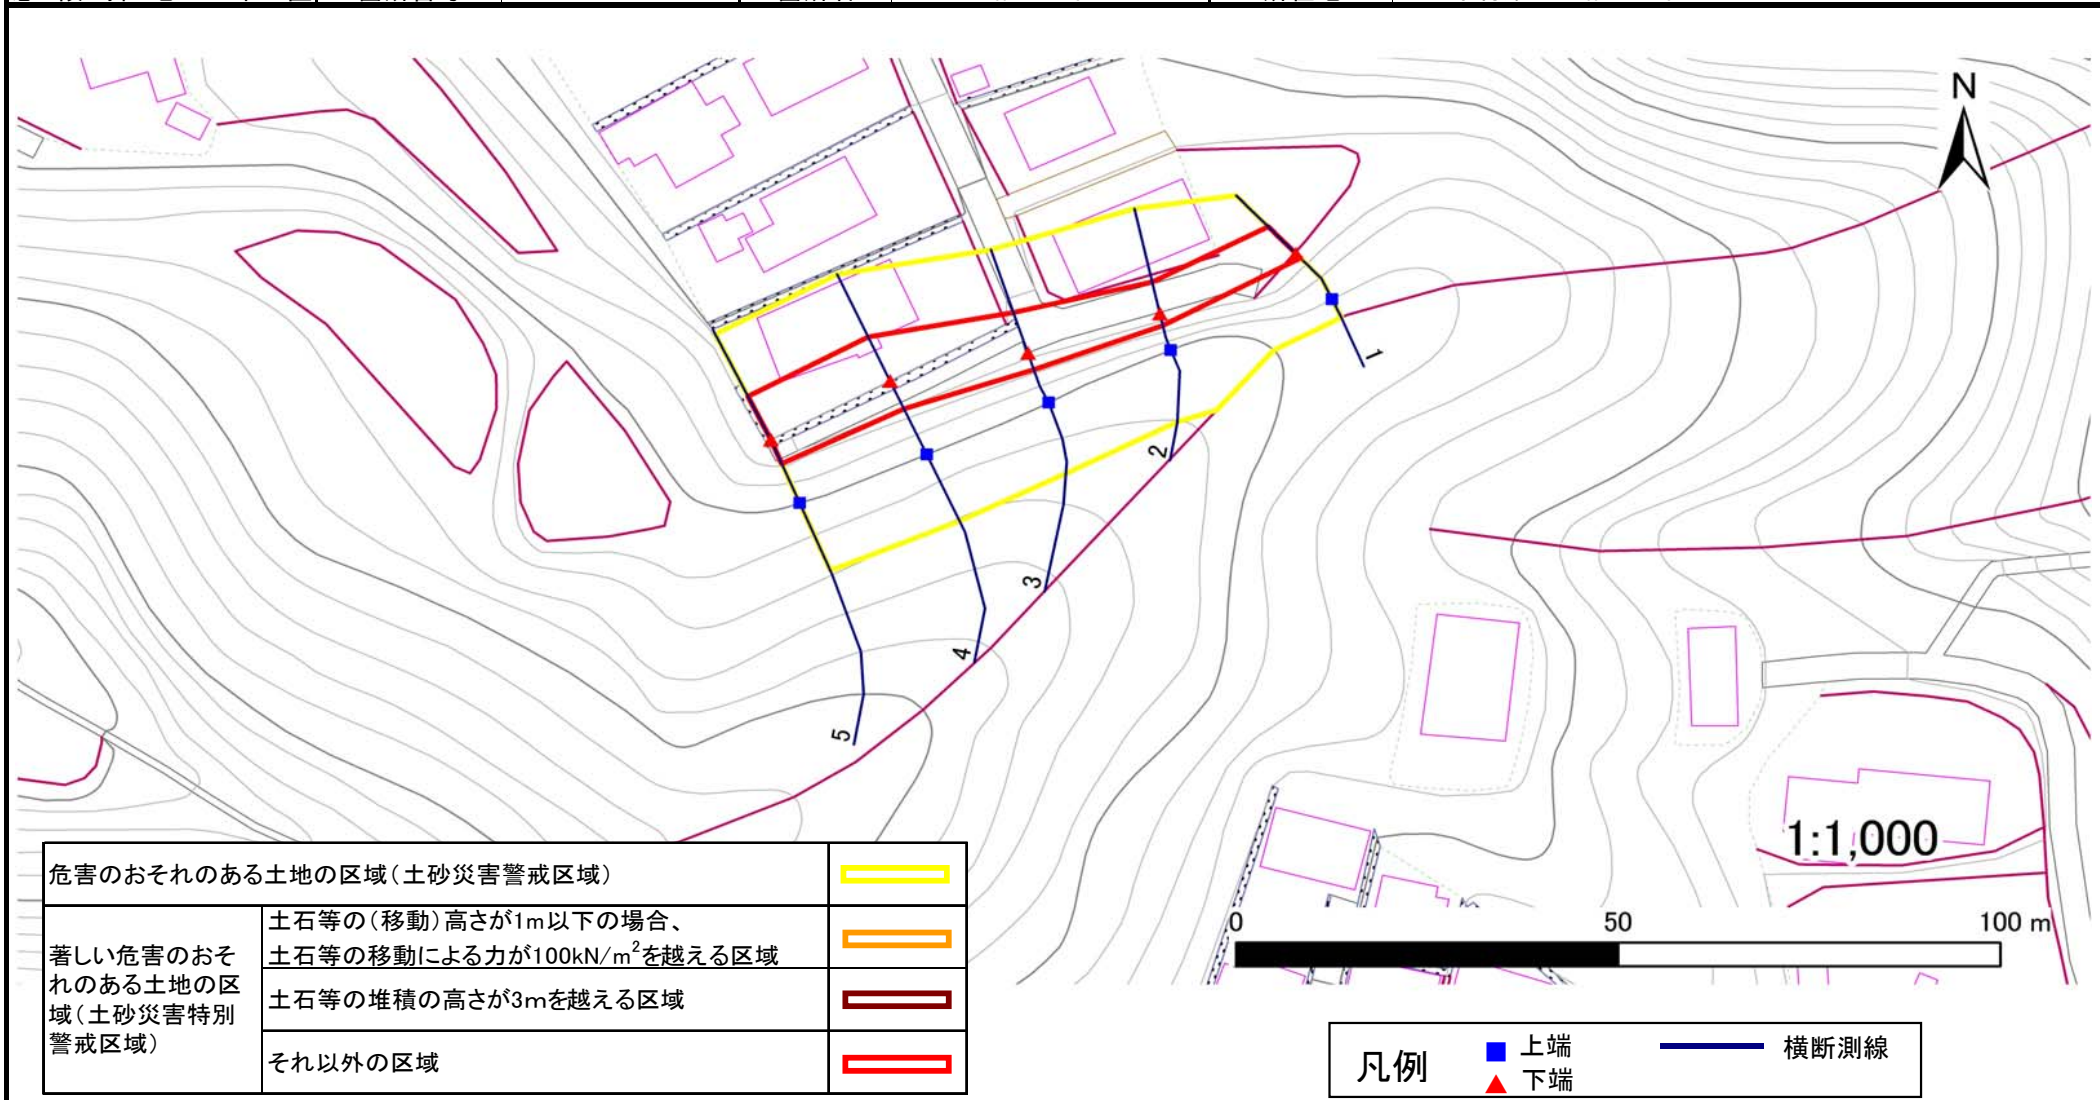 N
1
2
3
4
5
1:1,000
0 50 100 m
危害のおそれのある土地の区域(土砂災害警戒区域)
著しい危害のおそ
れのある土地の区
域(土砂災害特別
警戒区域)
土石等の(移動)高さが1m以下の場合、
土石等の移動による力が100kN/m²を越える区域
土石等の堆積の高さが3mを越える区域
それ以外の区域
凡例
上端
下端
横断測線